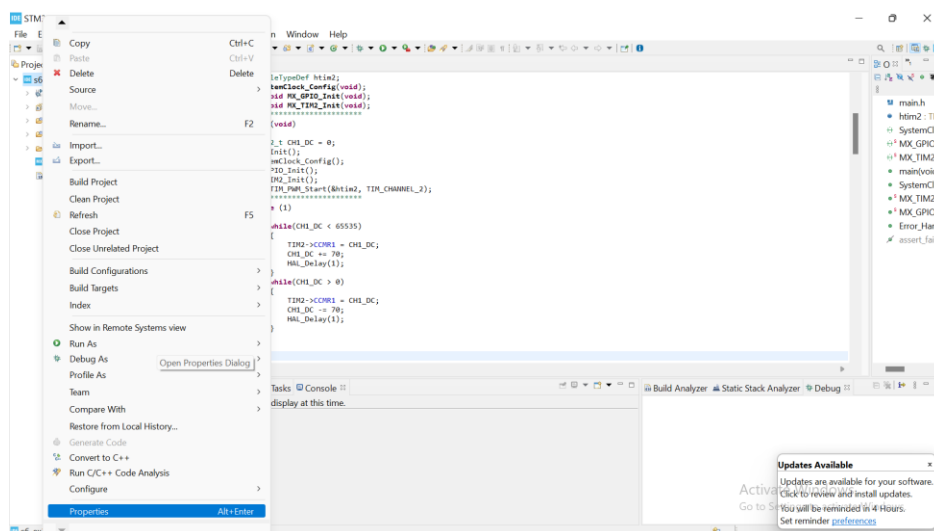 IDE STM
File E
n Window Help
Copy Ctrl+C
Paste Ctrl+V
Delete Delete
Source
Move...
Rename... F2
Import...
Export...
Build Project
Clean Project
Refresh F5
Close Project
Close Unrelated Project
Build Configurations
Build Targets
Index
Show in Remote Systems view
Run As
Debug As
Open Properties Dialog
Profile As
Team
Compare With
Restore from Local History...
Generate Code
Convert to C++
Run C/C++ Code Analysis
Configure
Properties Alt+Enter
Projec
s6
leTypeDef htim2;
temClock_Config(void);
oid MX_GPIO_Init(void);
oid MX_TIM2_Init(void);
*********************
(void)
2_t CH1_DC = 0;
Init();
emClock_Config();
PIO_Init();
IM2_Init();
TIM_PWM_Start(&htim2, TIM_CHANNEL_2);
*********************
e (1)
while(CH1_DC < 65535)
{
TIM2->CCMR1 = CH1_DC;
CH1_DC += 70;
HAL_Delay(1);
}
while(CH1_DC > 0)
{
TIM2->CCMR1 = CH1_DC;
CH1_DC -= 70;
HAL_Delay(1);
}
Tasks Console
display at this time.
O
main.h
htim2 : T
SystemCl
MX_GPIO
MX_TIM2
main(voi
SystemCl
MX_TIM2
MX_GPIO
Error_Har
assert_fai
Build Analyzer Static Stack Analyzer Debug
Updates Available x
Updates are available for your software.
Click to review and install updates.
You will be reminded in 4 Hours.
Set reminder preferences